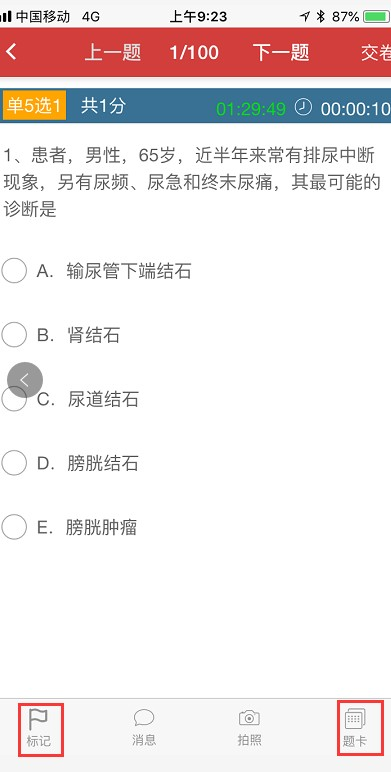 中国移动 4G 上午9:23 87%
上一题 1/100 下一题 交卷
单5选1 共1分 01:29:49 00:00:10
1、患者，男性，65岁，近半年来常有排尿中断
现象，另有尿频、尿急和终末尿痛，其最可能的
诊断是
A. 输尿管下端结石
B. 肾结石
C. 尿道结石
D. 膀胱结石
E. 膀胱肿瘤
标记 消息 拍照 题卡